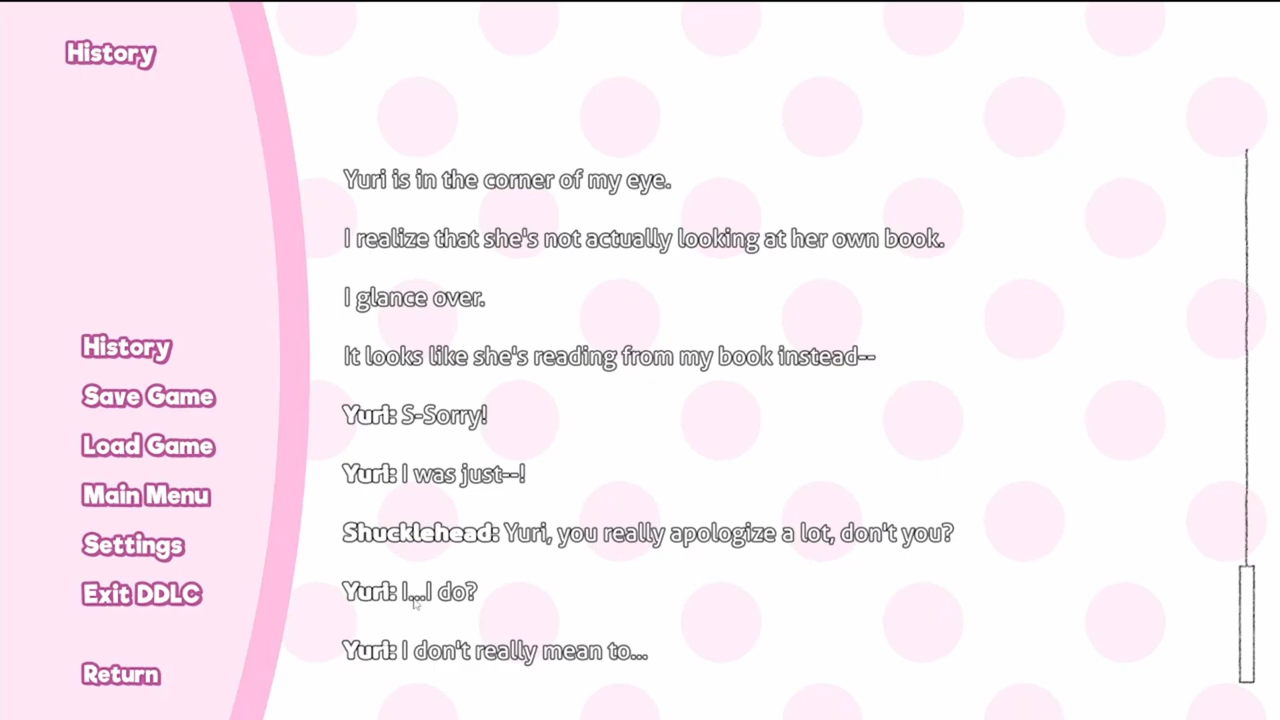 History
History
Save Game
Load Game
Main Menu
Settings
Exit DDLC
Return
Yuri is in the corner of my eye.
I realize that she's not actually looking at her own book.
I glance over.
It looks like she's reading from my book instead--
Yuri: S-Sorry!
Yuri: I was just--!
Shucklehead: Yuri, you really apologize a lot, don't you?
Yuri: I...I do?
Yuri: I don't really mean to...